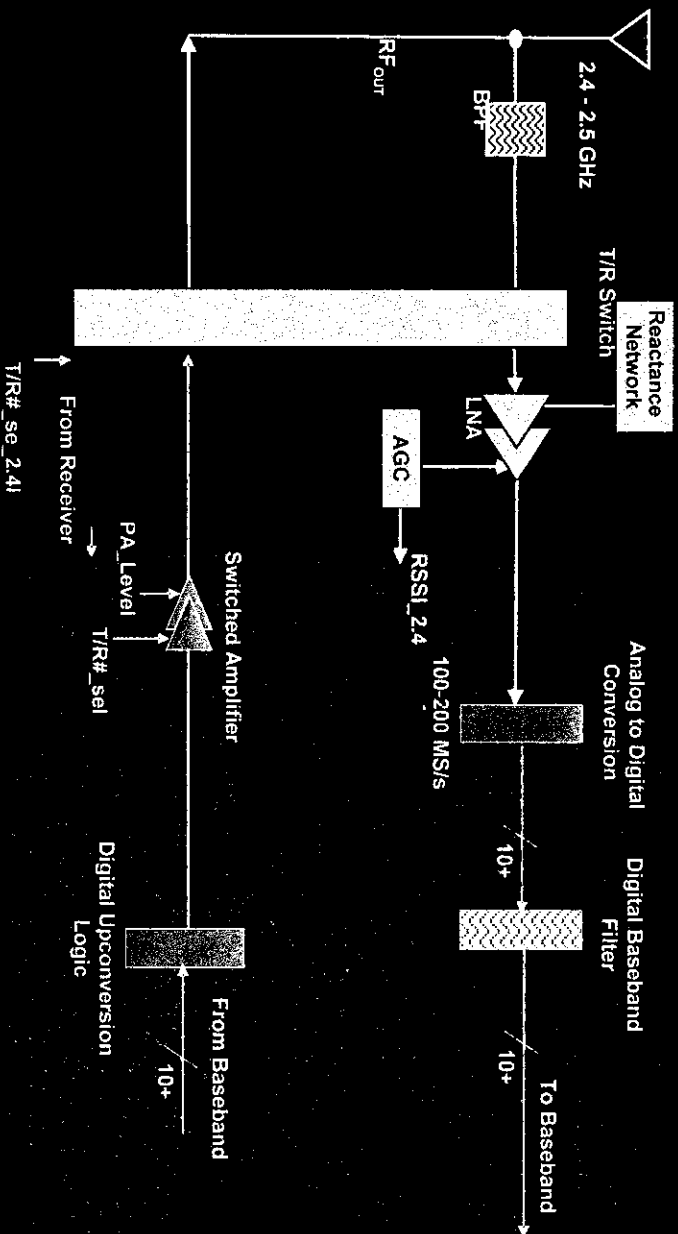 2.4 - 2.5 GHz
BPF
RF OUT
T/R Switch
Reactance
Network
LNA
AGC
RSSI_2.4
Analog to Digital
Conversion
100-200 MS/s
10+
Digital Baseband
Filter
10+
To Baseband
T/R#_se_2.4I
From Receiver
PA_Level
T/R#_sel
Switched Amplifier
Digital Upconversion
Logic
From Baseband
10+